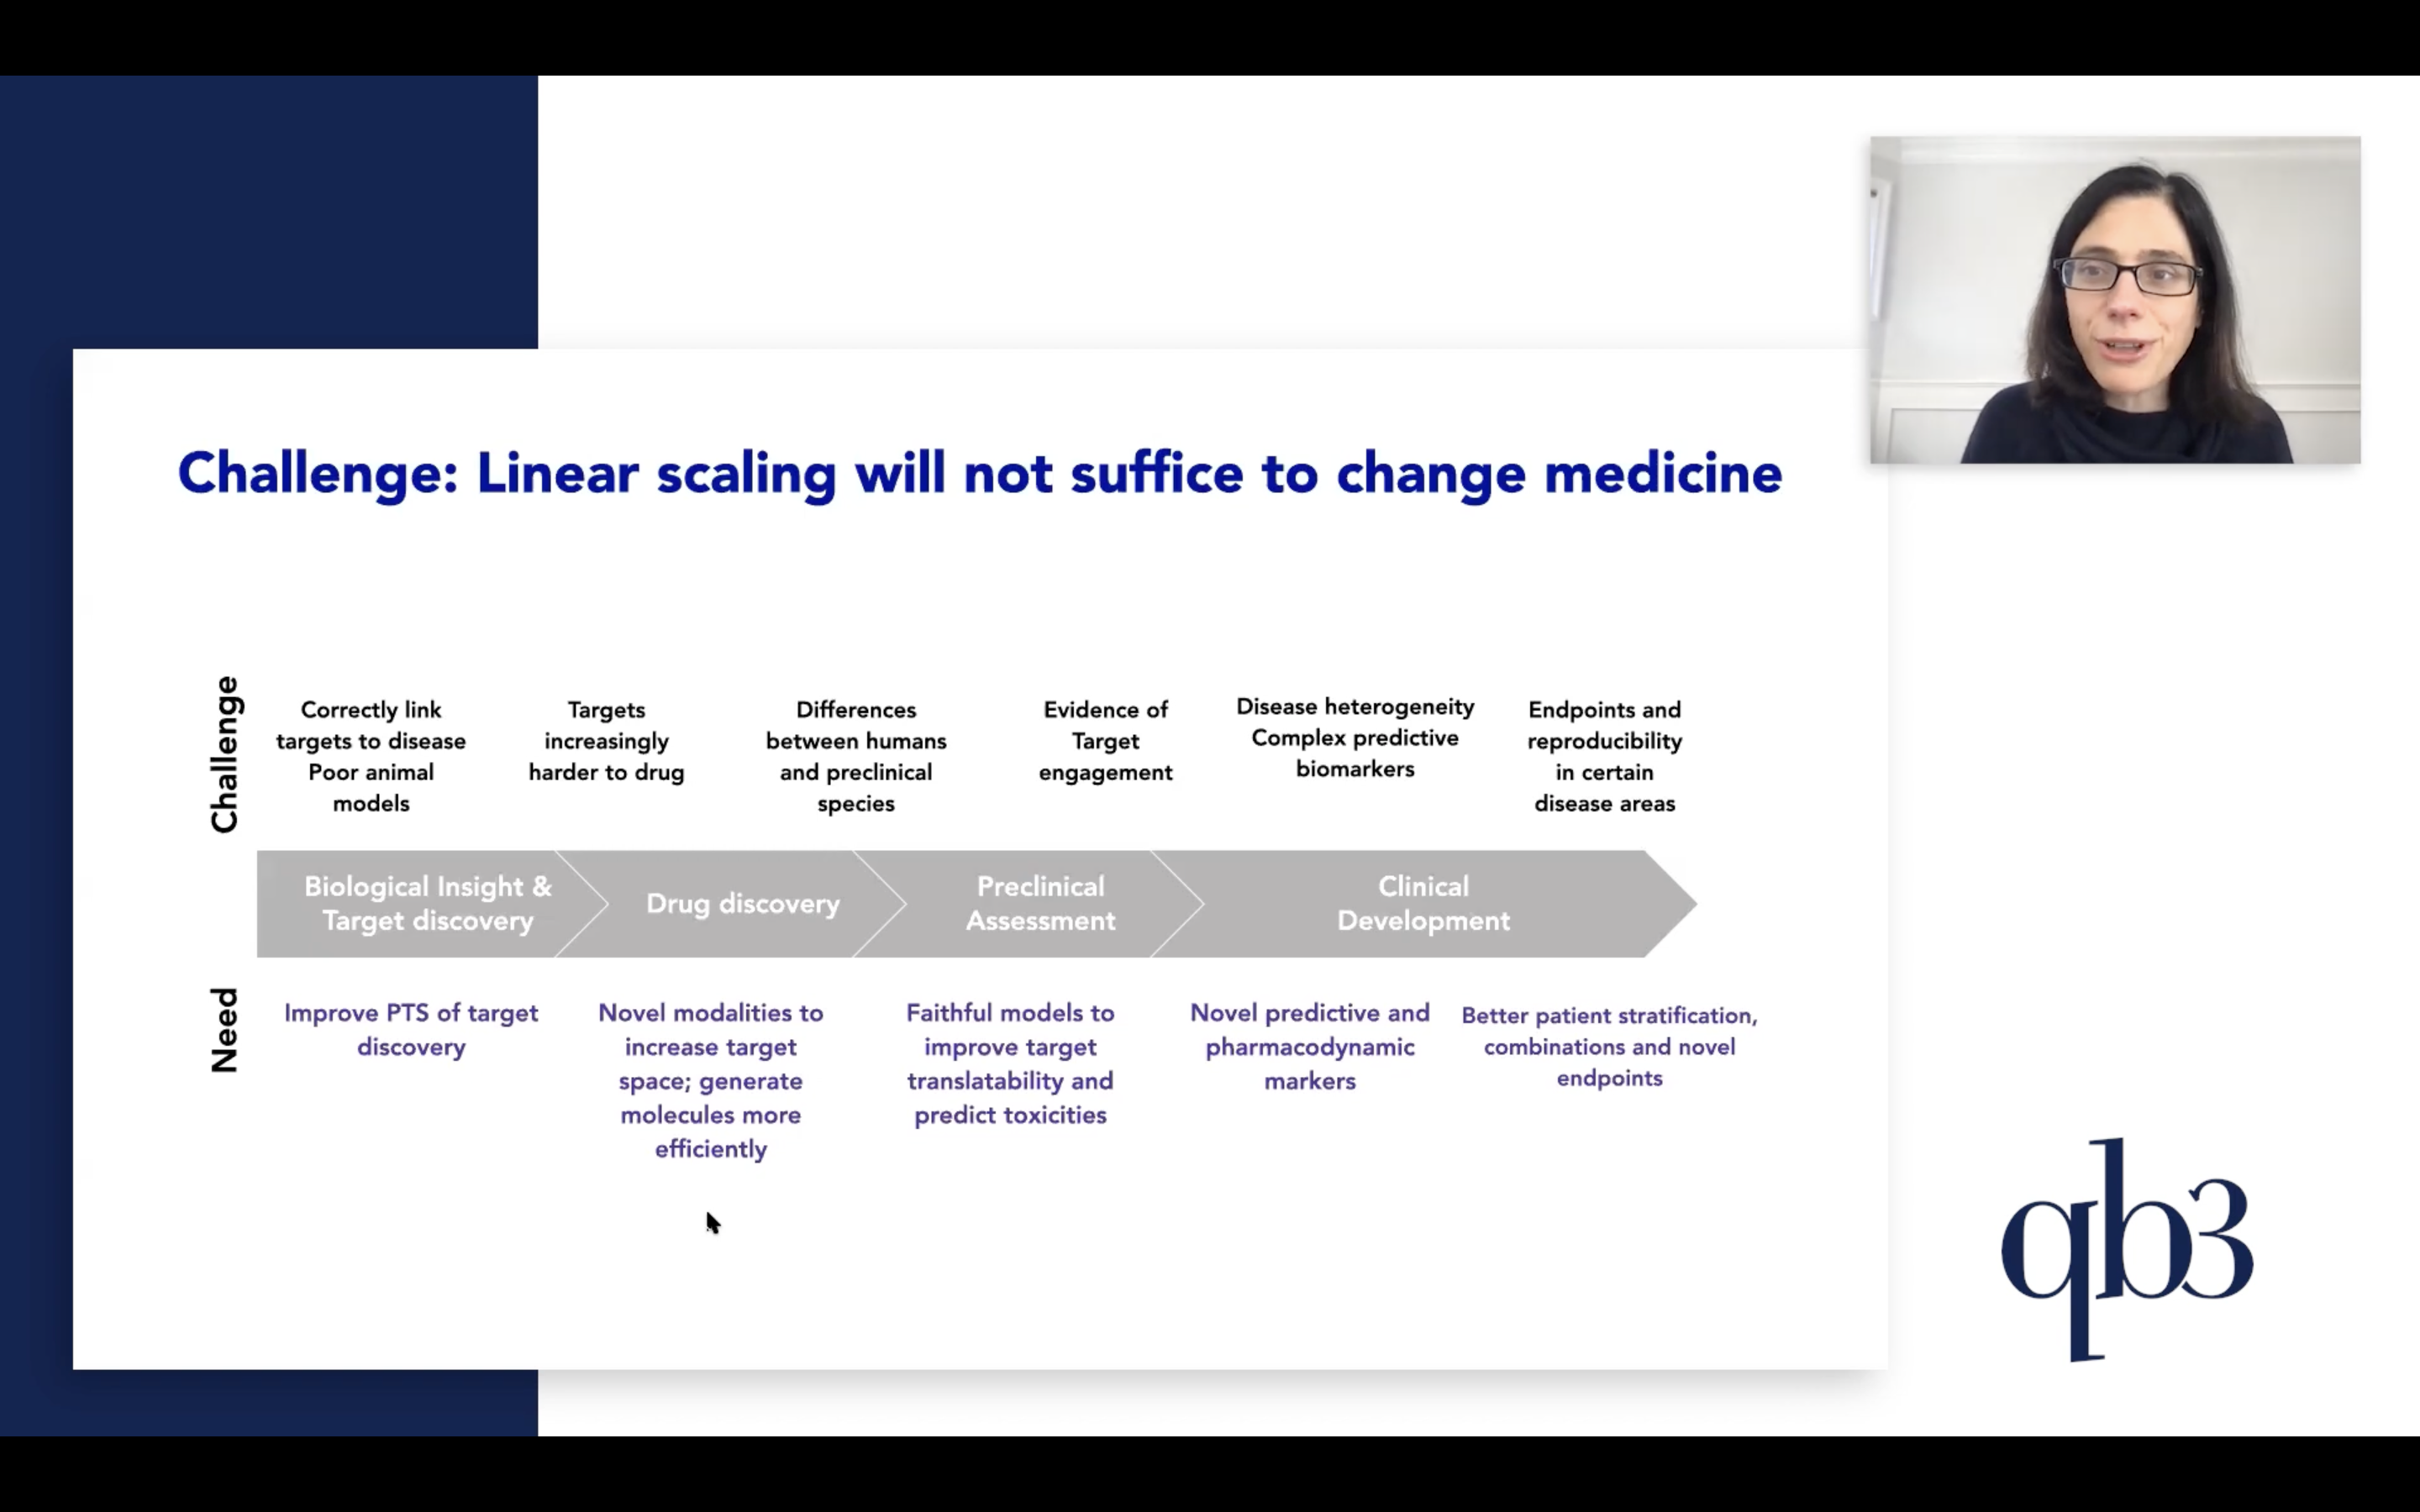 Challenge: Linear scaling will not suffice to change medicine
Challenge
Correctly link
targets to disease
Poor animal
models
Targets
increasingly
harder to drug
Differences
between humans
and preclinical
species
Evidence of
Target
engagement
Disease heterogeneity
Complex predictive
biomarkers
Endpoints and
reproducibility
in certain
disease areas
Biological Insight &
Target discovery
Drug discovery
Preclinical
Assessment
Clinical
Development
Need
Improve PTS of target
discovery
Novel modalities to
increase target
space; generate
molecules more
efficiently
Faithful models to
improve target
translatability and
predict toxicities
Novel predictive and
pharmacodynamic
markers
Better patient stratification,
combinations and novel
endpoints
qb3